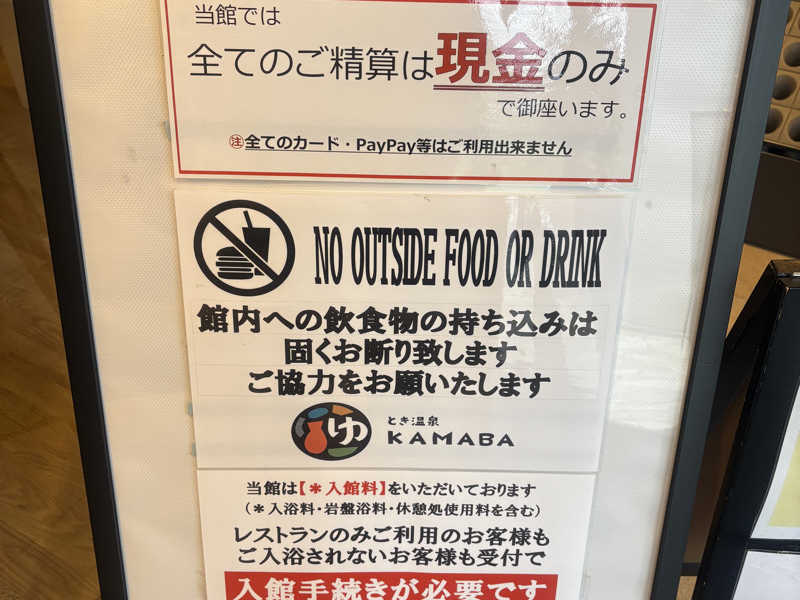 当館では
全てのご精算は現金のみ
で御座います。
㊟全てのカード・PayPay等はご利用出来ません
NO OUTSIDE FOOD OR DRINK
館内への飲食物の持ち込みは
固くお断り致します
ご協力をお願いたします
ゆ とき温泉
KAMABA
当館は【＊入館料】をいただいております
（＊入浴料・岩盤浴料・休憩処使用料を含む）
レストランのみご利用のお客様も
ご入浴されないお客様も受付で
入館手続きが必要です